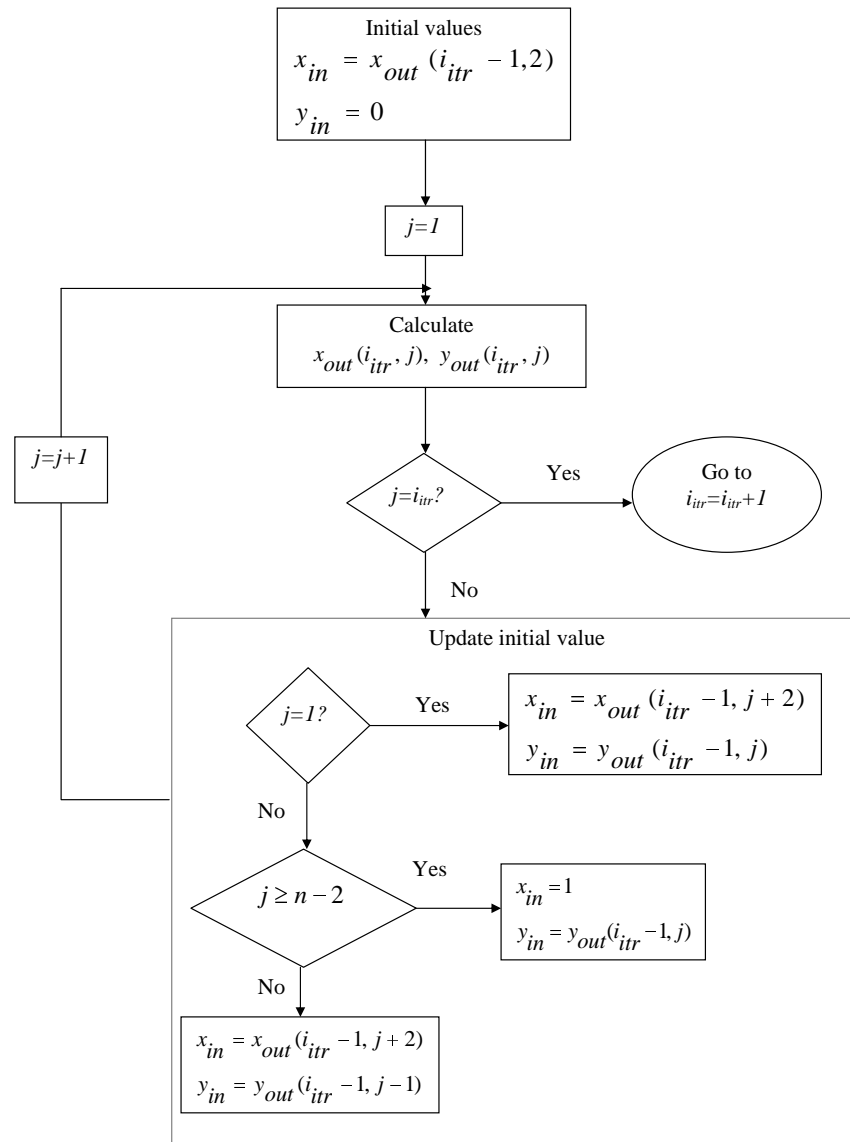 Initial values
x_in = x_out (i_itr − 1,2)
y_in = 0
j=1
Calculate
x_out (i_itr , j), y_out (i_itr , j)
j=j+1
j=i_itr?
Yes
Go to
i_itr=i_itr+1
No
Update initial value
j=1?
Yes
x_in = x_out (i_itr − 1, j + 2)
y_in = y_out (i_itr − 1, j)
No
j ≥ n − 2
Yes
x_in = 1
y_in = y_out (i_itr − 1, j)
No
x_in = x_out (i_itr − 1, j + 2)
y_in = y_out (i_itr − 1, j − 1)